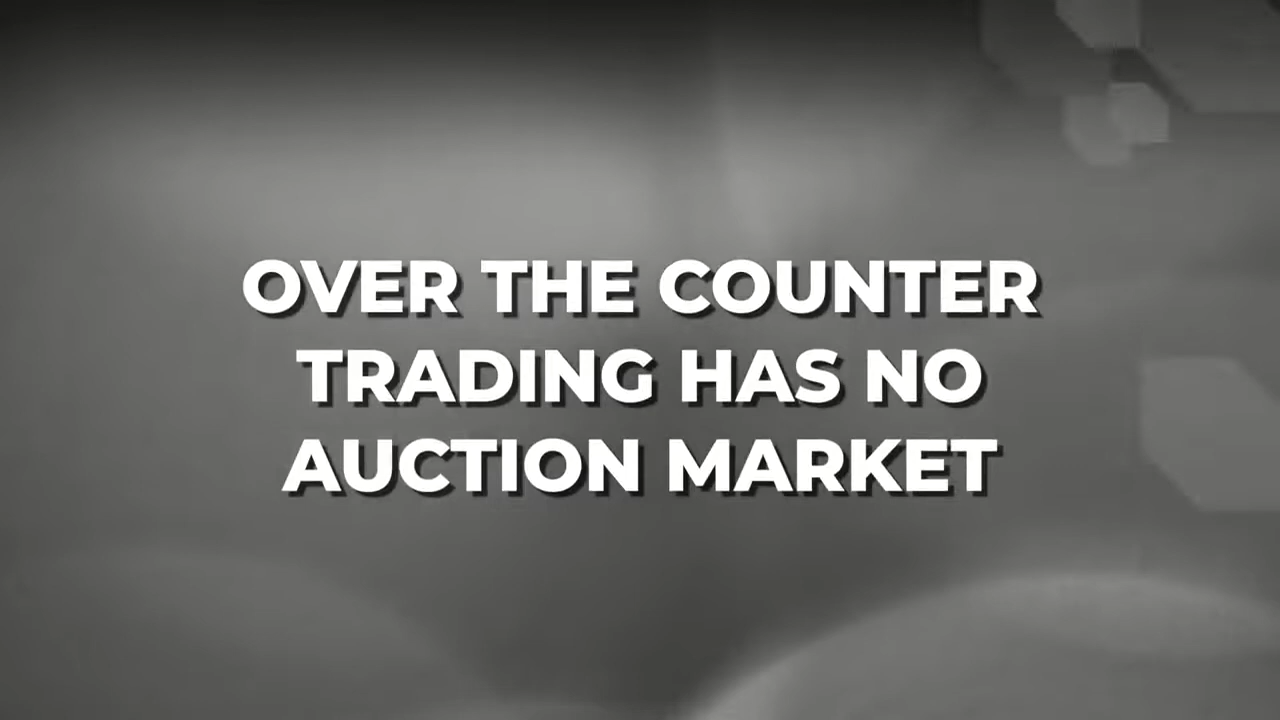 OVER THE COUNTER
TRADING HAS NO
AUCTION MARKET